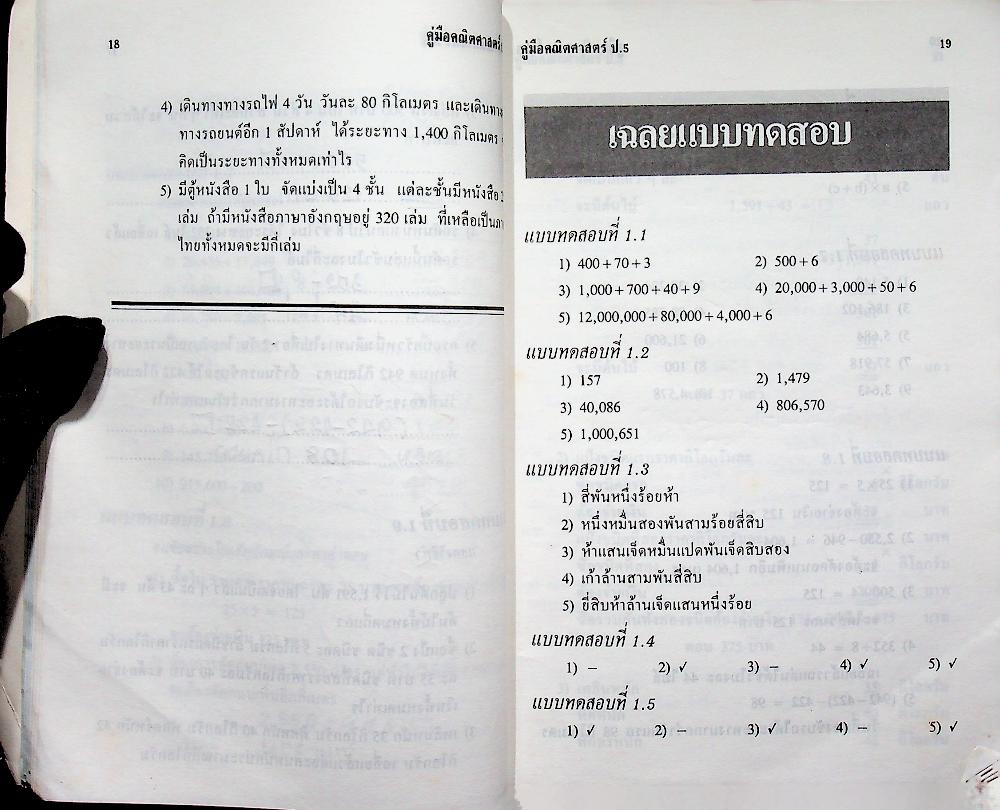 18
คู่มือคณิตศาสตร์
4) เดินทางทางรถไฟ 4 วัน วันละ 80 กิโลเมตร และเดินทาง
ทางรถยนต์อีก 1 สัปดาห์ ได้ระยะทาง 1,400 กิโลเมตร
คิดเป็นระยะทางทั้งหมดเท่าไร
5) มีตู้หนังสือ 1 ใบ จัดแบ่งเป็น 4 ชั้น แต่ละชั้นมีหนังสือ
เล่ม ถ้ามีหนังสือภาษาอังกฤษอยู่ 320 เล่ม ที่เหลือเป็น
ไทยทั้งหมดจะมีกี่เล่ม
คู่มือคณิตศาสตร์ ป.5
19
เฉลยแบบทดสอบ
แบบทดสอบที่ 1.1
1) 400+70+3 2) 500+6
3) 1,000+700+40+9 4) 20,000+3,000+50+6
5) 12,000,000+80,000+4,000+6
แบบทดสอบที่ 1.2
1) 157 2) 1,479
3) 40,086 4) 806,570
5) 1,000,651
แบบทดสอบที่ 1.3
1) สี่พันหนึ่งร้อยห้า
2) หนึ่งหมื่นสองพันสามร้อยสี่สิบ
3) ห้าแสนเจ็ดหมื่นแปดพันเจ็ดสิบสอง
4) เก้าล้านสามพันสี่สิบ
5) ยี่สิบห้าล้านเจ็ดแสนหนึ่งร้อย
แบบทดสอบที่ 1.4
1) – 2) ✓ 3) – 4) ✓ 5) ✓
แบบทดสอบที่ 1.5
1) ✓ 2) – 3) ✓ 4) – 5) ✓